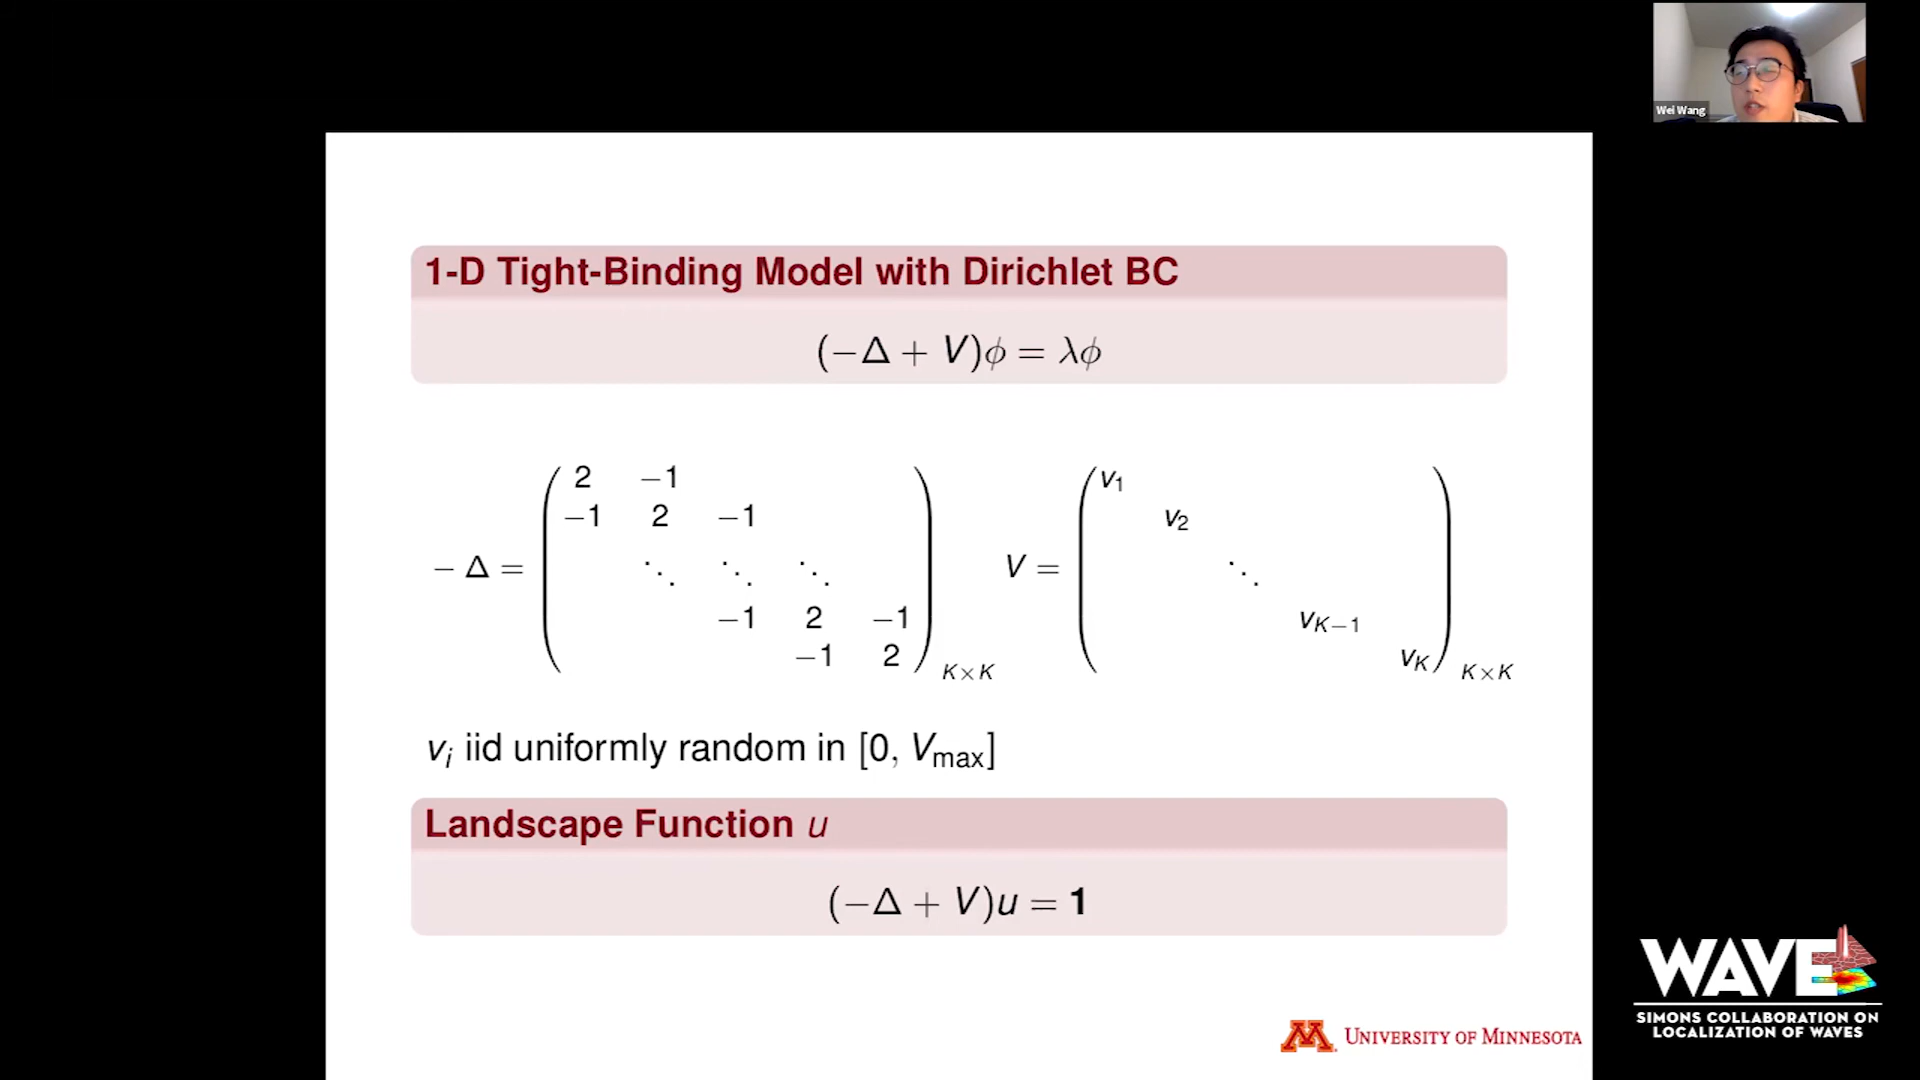 Wei Wang
1-D Tight-Binding Model with Dirichlet BC
(−Δ + V)ϕ = λϕ
2 −1
−1 2 −1
⋱ ⋱ ⋱
−1 2 −1
−1 2
− Δ =
K×K
V =
v₁
v₂
⋱
v_{K−1}
v_K
K×K
v_i iid uniformly random in [0, V_max]
Landscape Function u
(−Δ + V)u = 1
WAVE
SIMONS COLLABORATION ON
LOCALIZATION OF WAVES
M UNIVERSITY OF MINNESOTA